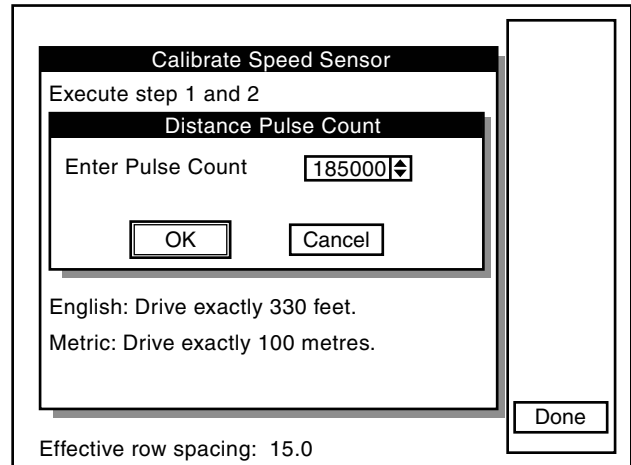 Calibrate Speed Sensor
Execute step 1 and 2
Distance Pulse Count
Enter Pulse Count 185000
OK Cancel
English: Drive exactly 330 feet.
Metric: Drive exactly 100 metres.
Done
Effective row spacing: 15.0